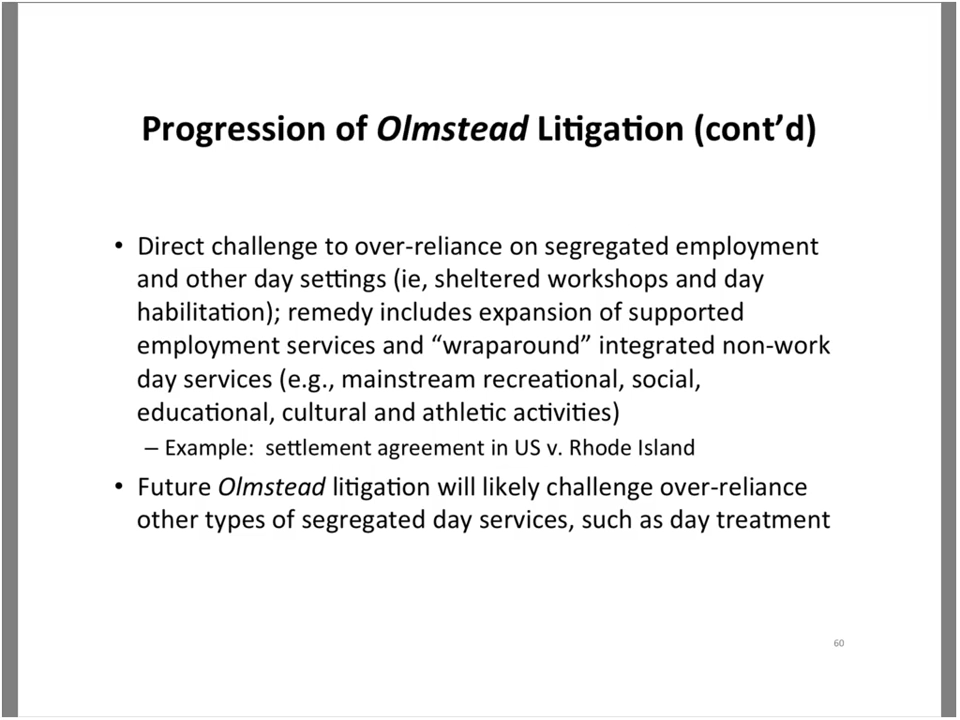 Progression of Olmstead Litigation (cont’d)
• Direct challenge to over-reliance on segregated employment
and other day settings (ie, sheltered workshops and day
habilitation); remedy includes expansion of supported
employment services and “wraparound” integrated non-work
day services (e.g., mainstream recreational, social,
educational, cultural and athletic activities)
– Example:  settlement agreement in US v. Rhode Island
• Future Olmstead litigation will likely challenge over-reliance
other types of segregated day services, such as day treatment
60